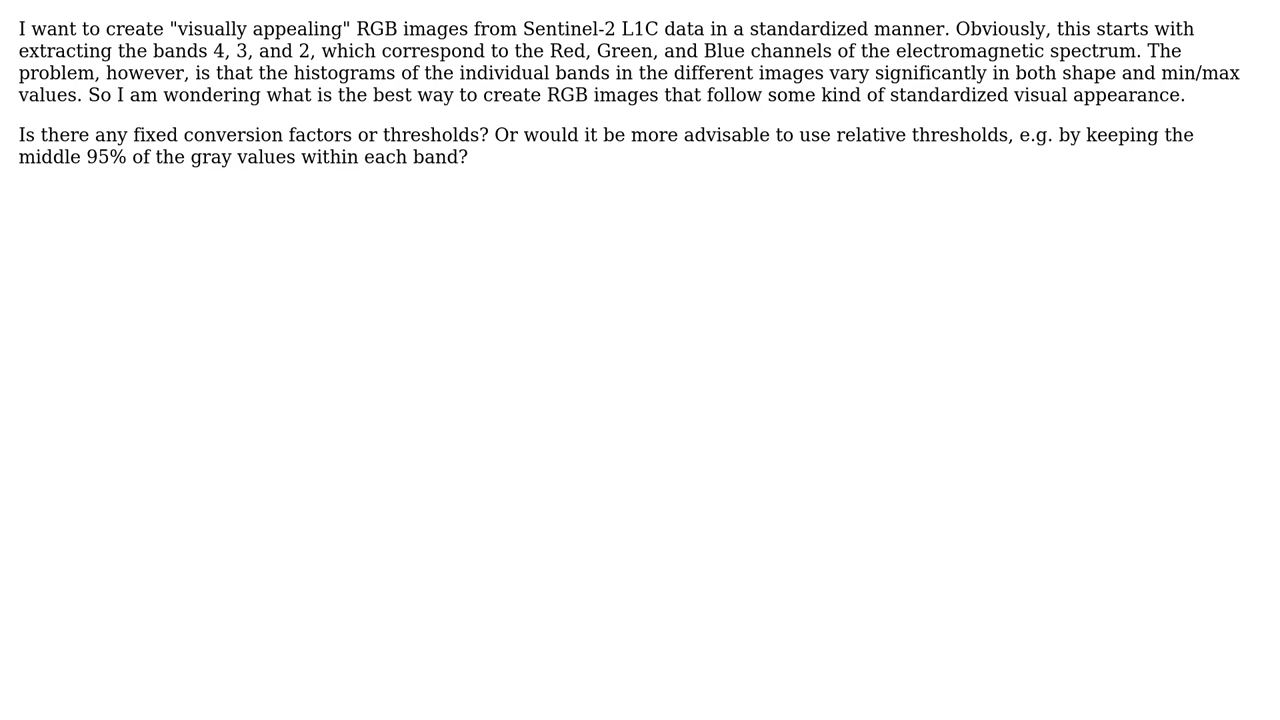 I want to create "visually appealing" RGB images from Sentinel-2 L1C data in a standardized manner. Obviously, this starts with
extracting the bands 4, 3, and 2, which correspond to the Red, Green, and Blue channels of the electromagnetic spectrum. The
problem, however, is that the histograms of the individual bands in the different images vary significantly in both shape and min/max
values. So I am wondering what is the best way to create RGB images that follow some kind of standardized visual appearance.
Is there any fixed conversion factors or thresholds? Or would it be more advisable to use relative thresholds, e.g. by keeping the
middle 95% of the gray values within each band?